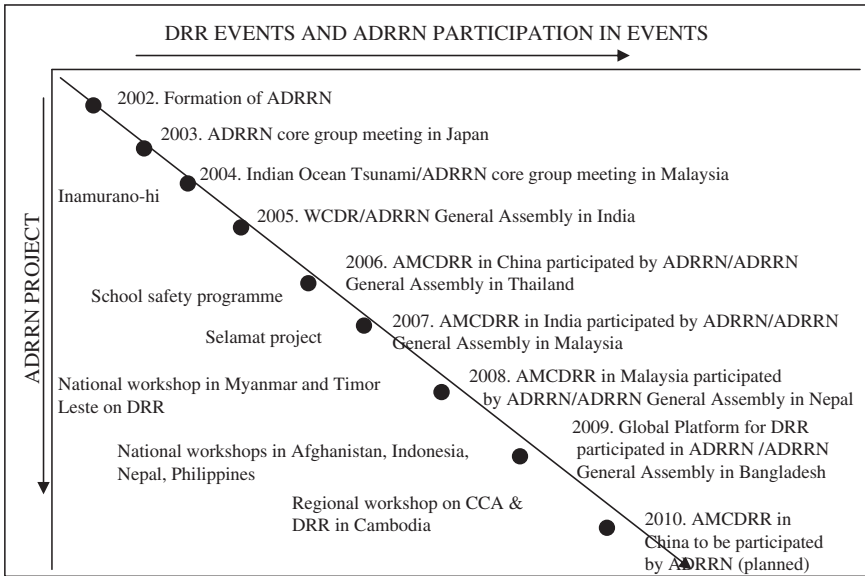 DRR EVENTS AND ADRRN PARTICIPATION IN EVENTS
ADRRN PROJECT
2002. Formation of ADRRN
2003. ADRRN core group meeting in Japan
2004. Indian Ocean Tsunami/ADRRN core group meeting in Malaysia
Inamurano-hi
2005. WCDR/ADRRN General Assembly in India
2006. AMCDRR in China participated by ADRRN/ADRRN
General Assembly in Thailand
School safety programme
2007. AMCDRR in India participated by ADRRN/ADRRN
General Assembly in Malaysia
Selamat project
2008. AMCDRR in Malaysia participated
by ADRRN/ADRRN General Assembly in Nepal
National workshop in Myanmar and Timor
Leste on DRR
2009. Global Platform for DRR
participated in ADRRN /ADRRN
General Assembly in Bangladesh
National workshops in Afghanistan, Indonesia,
Nepal, Philippines
Regional workshop on CCA &
DRR in Cambodia
2010. AMCDRR in
China to be participated
by ADRRN (planned)